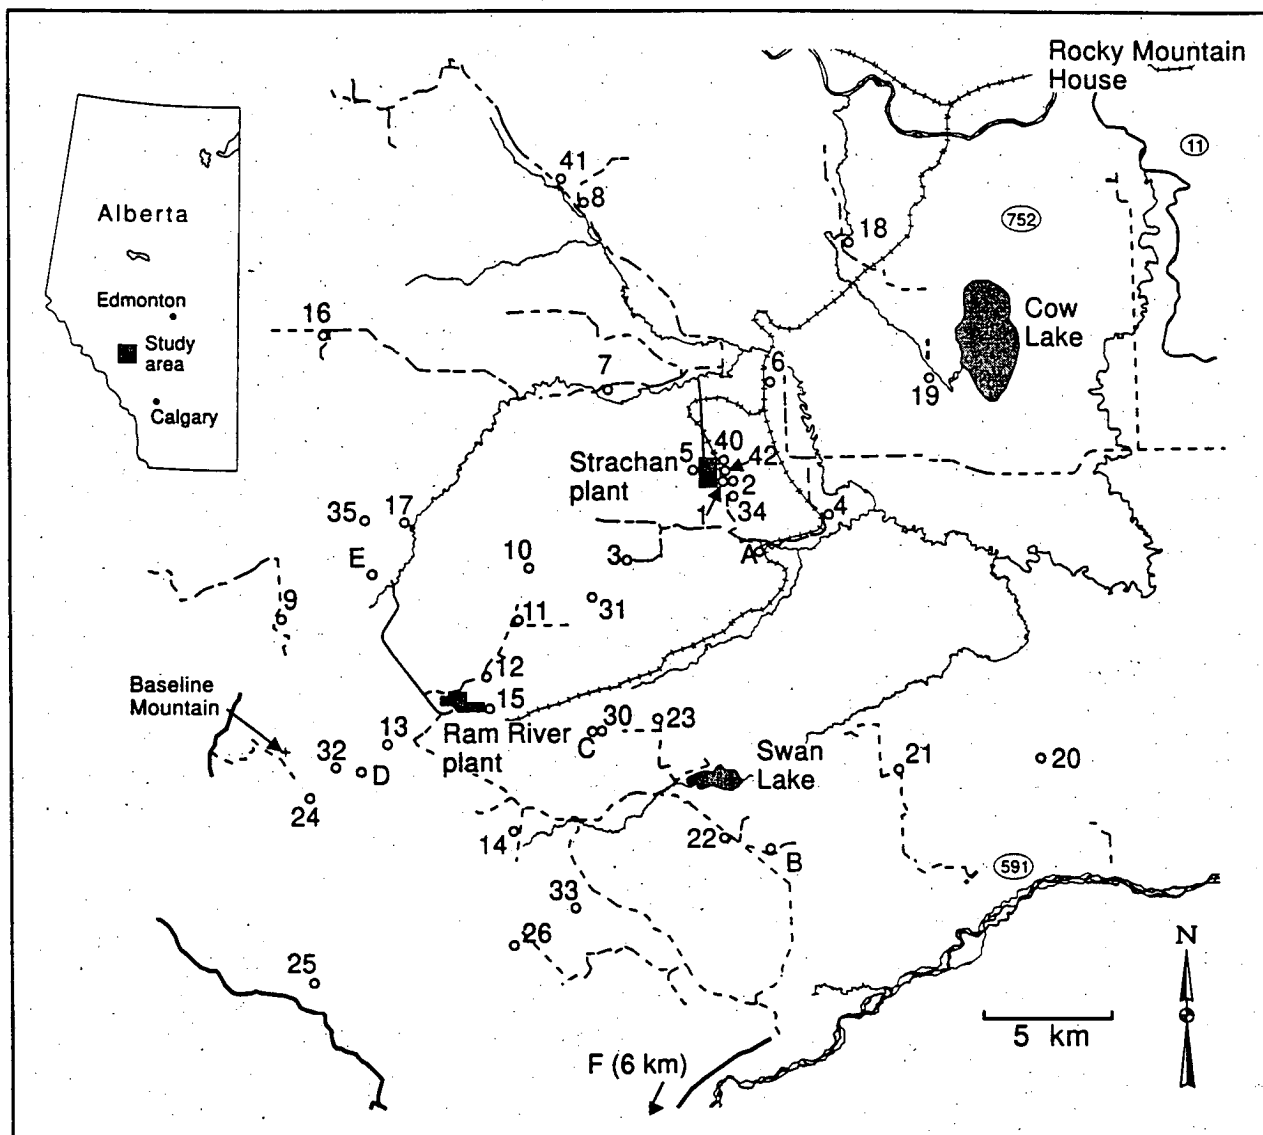 Rocky Mountain
House
11
41
8
Alberta
18
752
Edmonton
Study
area
Calgary
16
Cow
Lake
7
6
19
40
5
42
Strachan
plant
2
1
34
35
17
4
10
3
A
E
9
31
11
12
Baseline
Mountain
15
13
Ram River
plant
30
23
C
32
D
Swan
Lake
21
20
24
14
22
B
591
33
26
N
25
5 km
F (6 km)